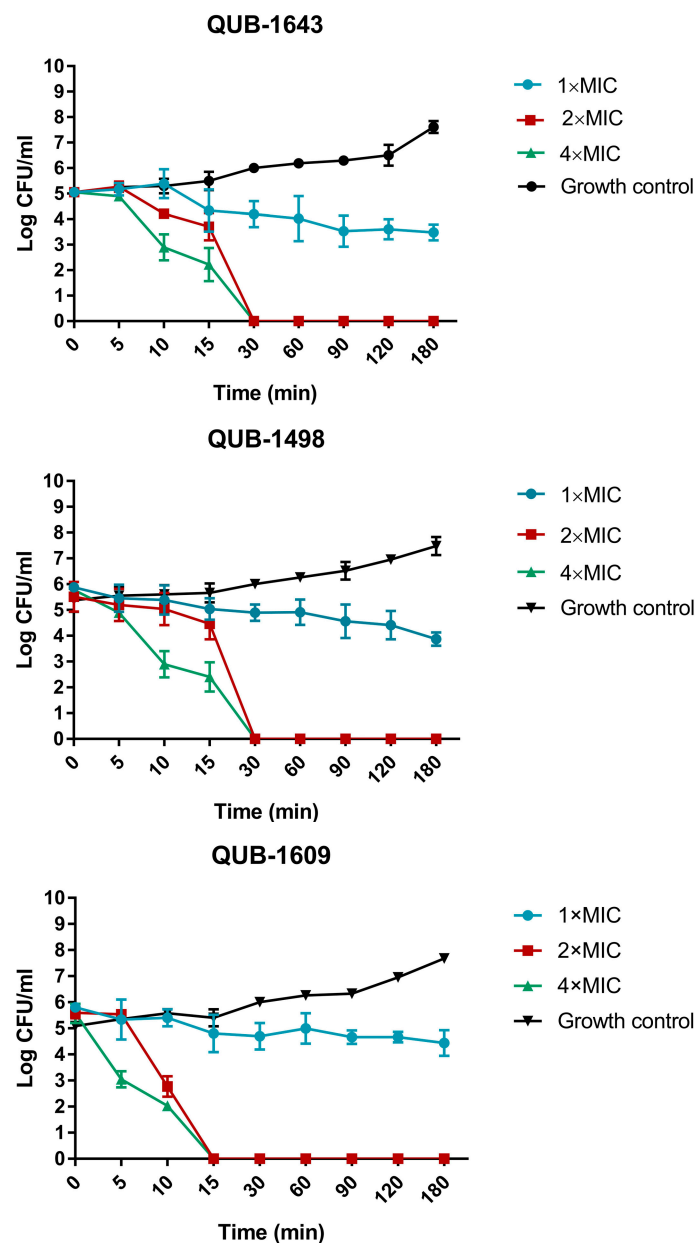 QUB-1643
10
9
8
7
6
5
4
3
2
1
0
Log CFU/ml
0 5 10 15 30 60 90 120 180
Time (min)
1×MIC
2×MIC
4×MIC
Growth control
QUB-1498
10
9
8
7
6
5
4
3
2
1
0
Log CFU/ml
0 5 10 15 30 60 90 120 180
Time (min)
1×MIC
2×MIC
4×MIC
Growth control
QUB-1609
10
9
8
7
6
5
4
3
2
1
0
Log CFU/ml
0 5 10 15 30 60 90 120 180
Time (min)
1×MIC
2×MIC
4×MIC
Growth control